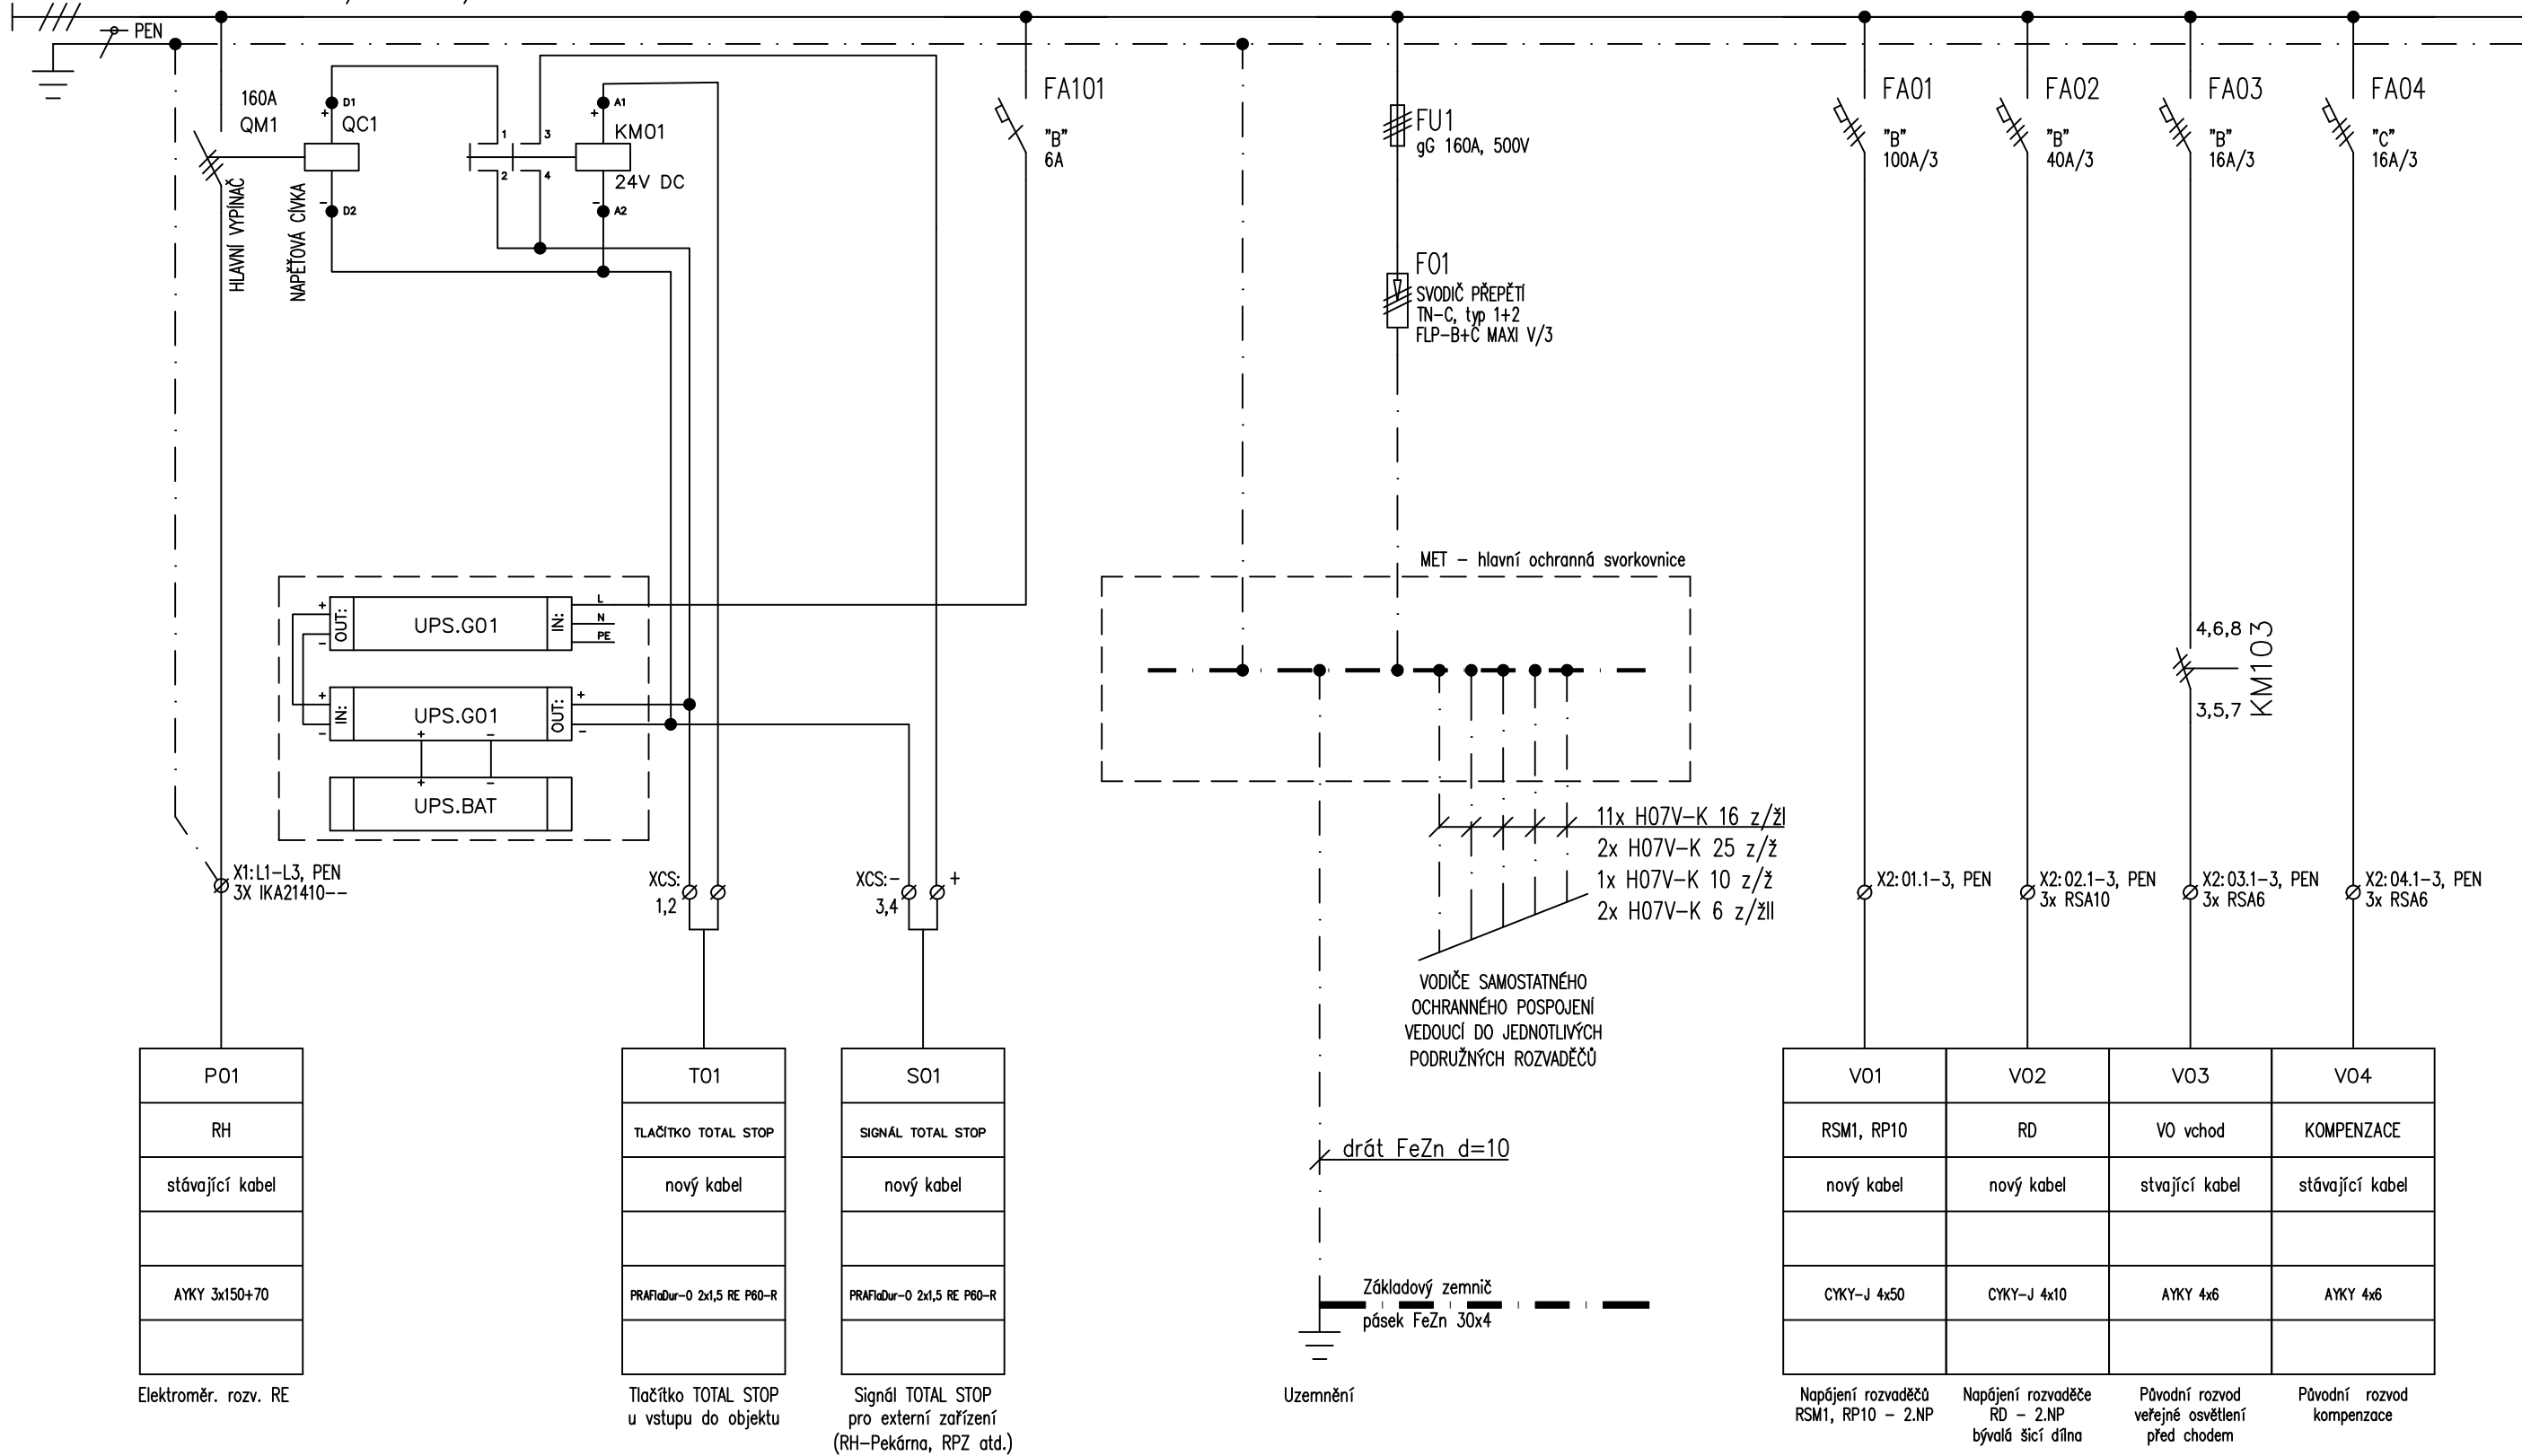 PEN
160A
QM1
HLAVNÍ VYPÍNAČ
D1
+
QC1
-
D2
NAPĚŤOVÁ CÍVKA
1
3
2
4
A1
+
KM01
24V DC
-
A2
FA101
"B"
6A
FU1
gG 160A, 500V
F01
SVODIČ PŘEPĚTÍ
TN-C, typ 1+2
FLP-B+C MAXI V/3
FA01
"B"
100A/3
FA02
"B"
40A/3
FA03
"B"
16A/3
FA04
"C"
16A/3
MET - hlavní ochranná svorkovnice
+
-
OUT:
UPS.G01
IN:
L
N
PE
+
-
IN:
UPS.G01
OUT:
+
-
+ -
+ -
UPS.BAT
4,6,8
KM103
3,5,7
11x H07V-K 16 z/žl
2x H07V-K 25 z/ž
1x H07V-K 10 z/ž
2x H07V-K 6 z/žll
VODIČE SAMOSTATNÉHO
OCHRANNÉHO POSPOJENÍ
VEDOUCÍ DO JEDNOTLIVÝCH
PODRUŽNÝCH ROZVADĚČŮ
X1:L1-L3, PEN
3X IKA21410--
XCS:
1,2
XCS:-
3,4
+
X2:01.1-3, PEN
X2:02.1-3, PEN
3x RSA10
X2:03.1-3, PEN
3x RSA6
X2:04.1-3, PEN
3x RSA6
drát FeZn d=10
Základový zemnič
pásek FeZn 30x4
Uzemnění
P01
RH
stávající kabel
AYKY 3x150+70
Elektroměr. rozv. RE
T01
TLAČÍTKO TOTAL STOP
nový kabel
PRAFlaDur-O 2x1,5 RE P60-R
Tlačítko TOTAL STOP
u vstupu do objektu
S01
SIGNÁL TOTAL STOP
nový kabel
PRAFlaDur-O 2x1,5 RE P60-R
Signál TOTAL STOP
pro externí zařízení
(RH-Pekárna, RPZ atd.)
V01
RSM1, RP10
nový kabel
CYKY-J 4x50
Napájení rozvaděčů
RSM1, RP10 - 2.NP
V02
RD
nový kabel
CYKY-J 4x10
Napájení rozvaděče
RD - 2.NP
bývalá šicí dílna
V03
VO vchod
stvající kabel
AYKY 4x6
Původní rozvod
veřejné osvětlení
před chodem
V04
KOMPENZACE
stávající kabel
AYKY 4x6
Původní rozvod
kompenzace